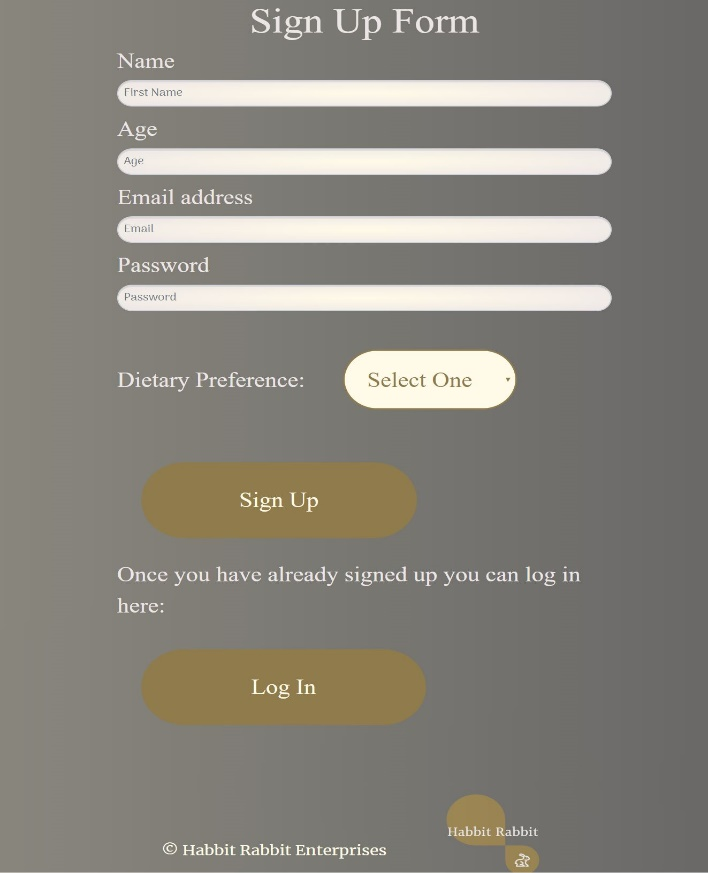 Sign Up Form
Name
First Name
Age
Age
Email address
Email
Password
Password
Dietary Preference: Select One
Sign Up
Once you have already signed up you can log in
here:
Log In
Habbit Rabbit
© Habbit Rabbit Enterprises